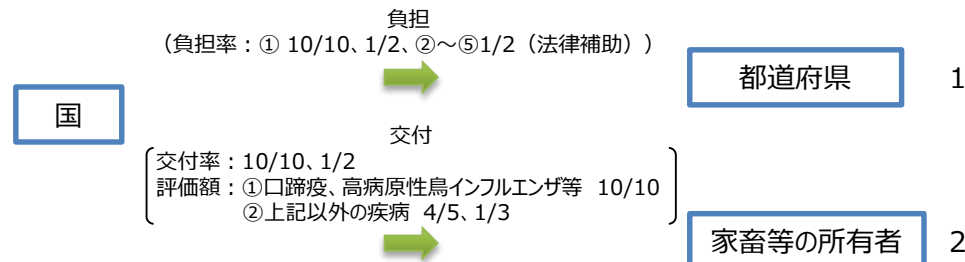 負担
（負担率：① 10/10、1/2、②～⑤1/2（法律補助））
都道府県 1
国
交付
交付率：10/10、1/2
評価額：①口蹄疫、高病原性鳥インフルエンザ等 10/10
②上記以外の疾病 4/5、1/3
家畜等の所有者 2